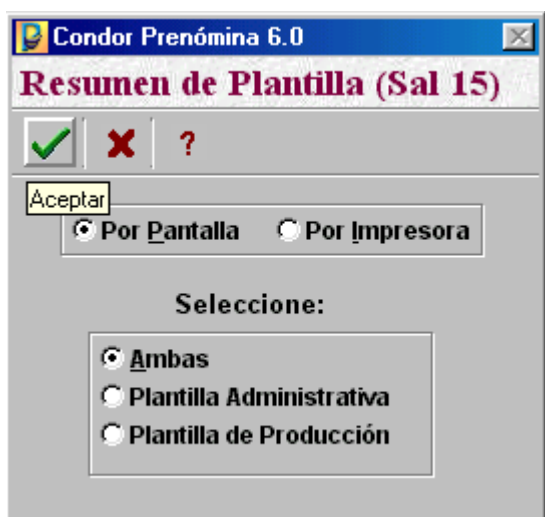 Condor Prenómina 6.0
Resumen de Plantilla (Sal 15)
?
Aceptar
Por Pantalla Por Impresora
Seleccione:
Ambas
Plantilla Administrativa
Plantilla de Producción